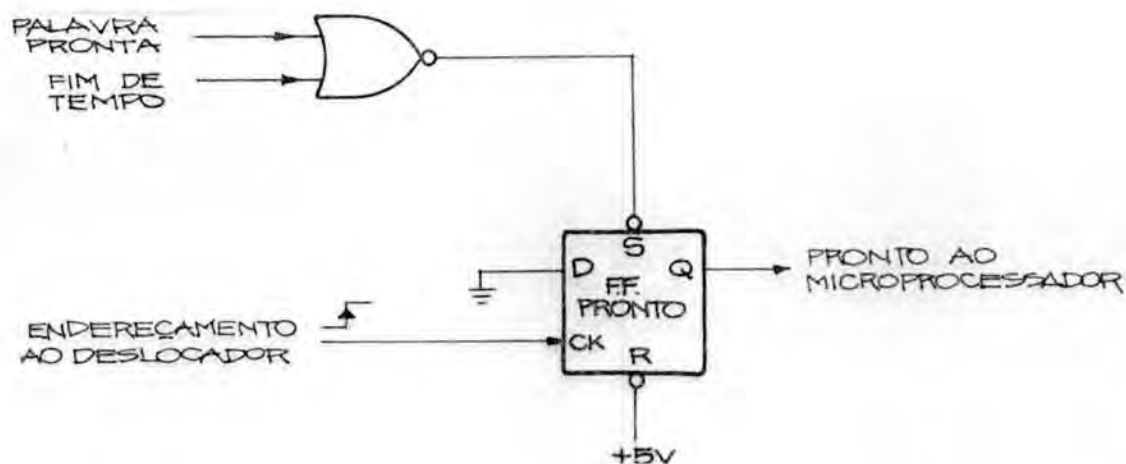 PALAVRA
PRONTA
FIM DE
TEMPO
S
D
Q
F.F.
PRONTO
CK
R
PRONTO AO
MICROPROCESSADOR
ENDEREÇAMENTO
AO DESLOCADOR
+5V